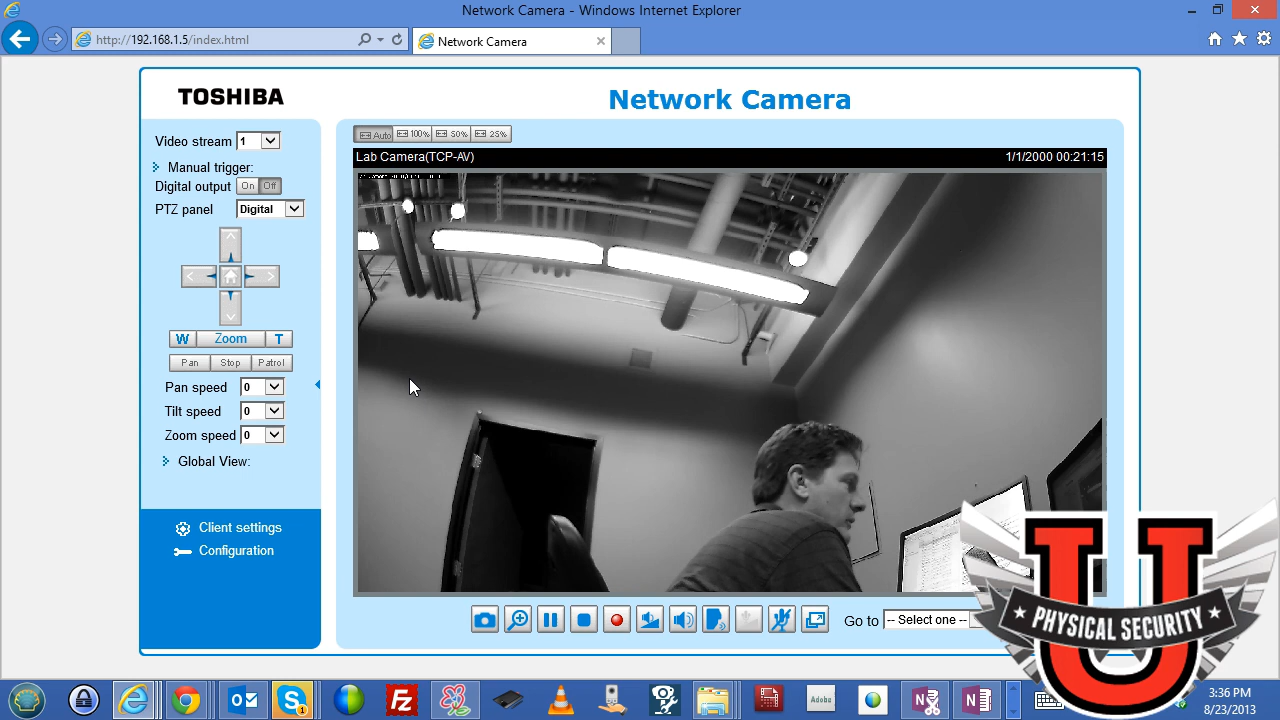 Network Camera - Windows Internet Explorer
http://192.168.1.5/index.html
Network Camera
TOSHIBA
Network Camera
Video stream 1
Manual trigger:
Digital output On Off
PTZ panel Digital
W Zoom T
Pan Stop Patrol
Pan speed 0
Tilt speed 0
Zoom speed 0
Global View:
Client settings
Configuration
Auto 100% 50% 25%
Lab Camera(TCP-AV) 1/1/2000 00:21:15
Go to -- Select one --
U
PHYSICAL SECURITY
S 1
Fz
Adobe
N
N
3:36 PM
8/23/2013